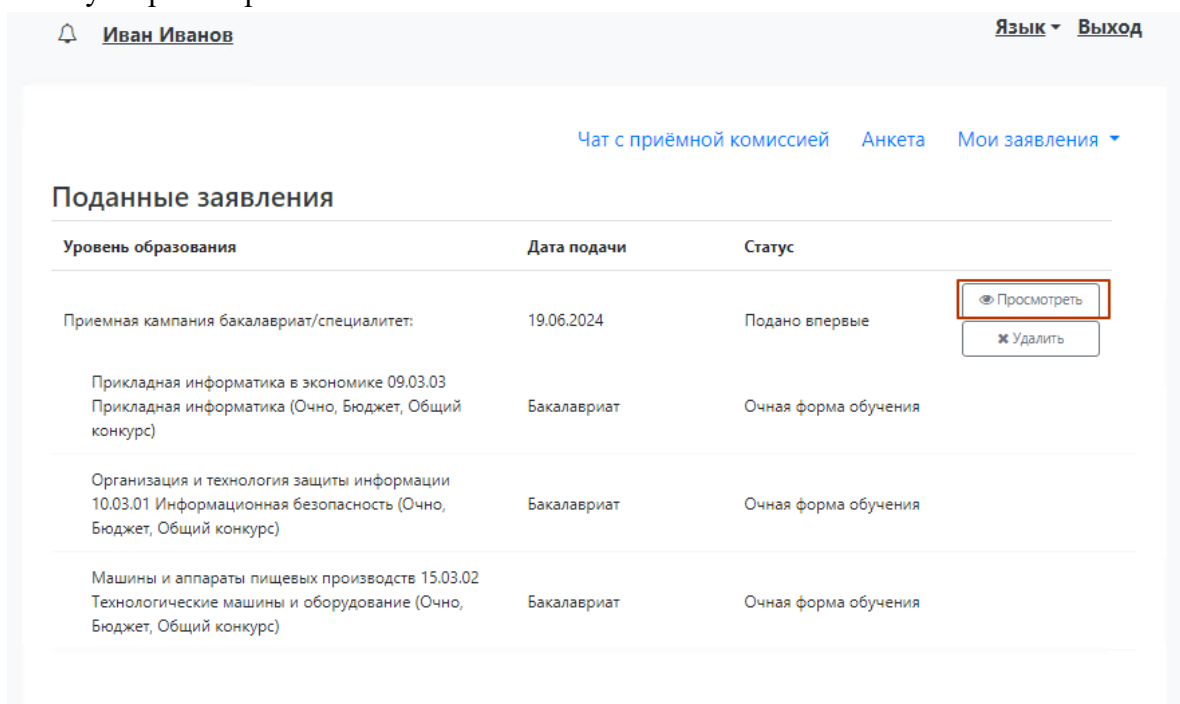 Иван Иванов
Язык Выход
Чат с приёмной комиссией Анкета Мои заявления
Поданные заявления
Уровень образования Дата подачи Статус
Просмотреть
Приемная кампания бакалавриат/специалитет: 19.06.2024 Подано впервые
Удалить
Прикладная информатика в экономике 09.03.03
Прикладная информатика (Очно, Бюджет, Общий
конкурс)
Бакалавриат Очная форма обучения
Организация и технология защиты информации
10.03.01 Информационная безопасность (Очно,
Бюджет, Общий конкурс)
Бакалавриат Очная форма обучения
Машины и аппараты пищевых производств 15.03.02
Технологические машины и оборудование (Очно,
Бюджет, Общий конкурс)
Бакалавриат Очная форма обучения